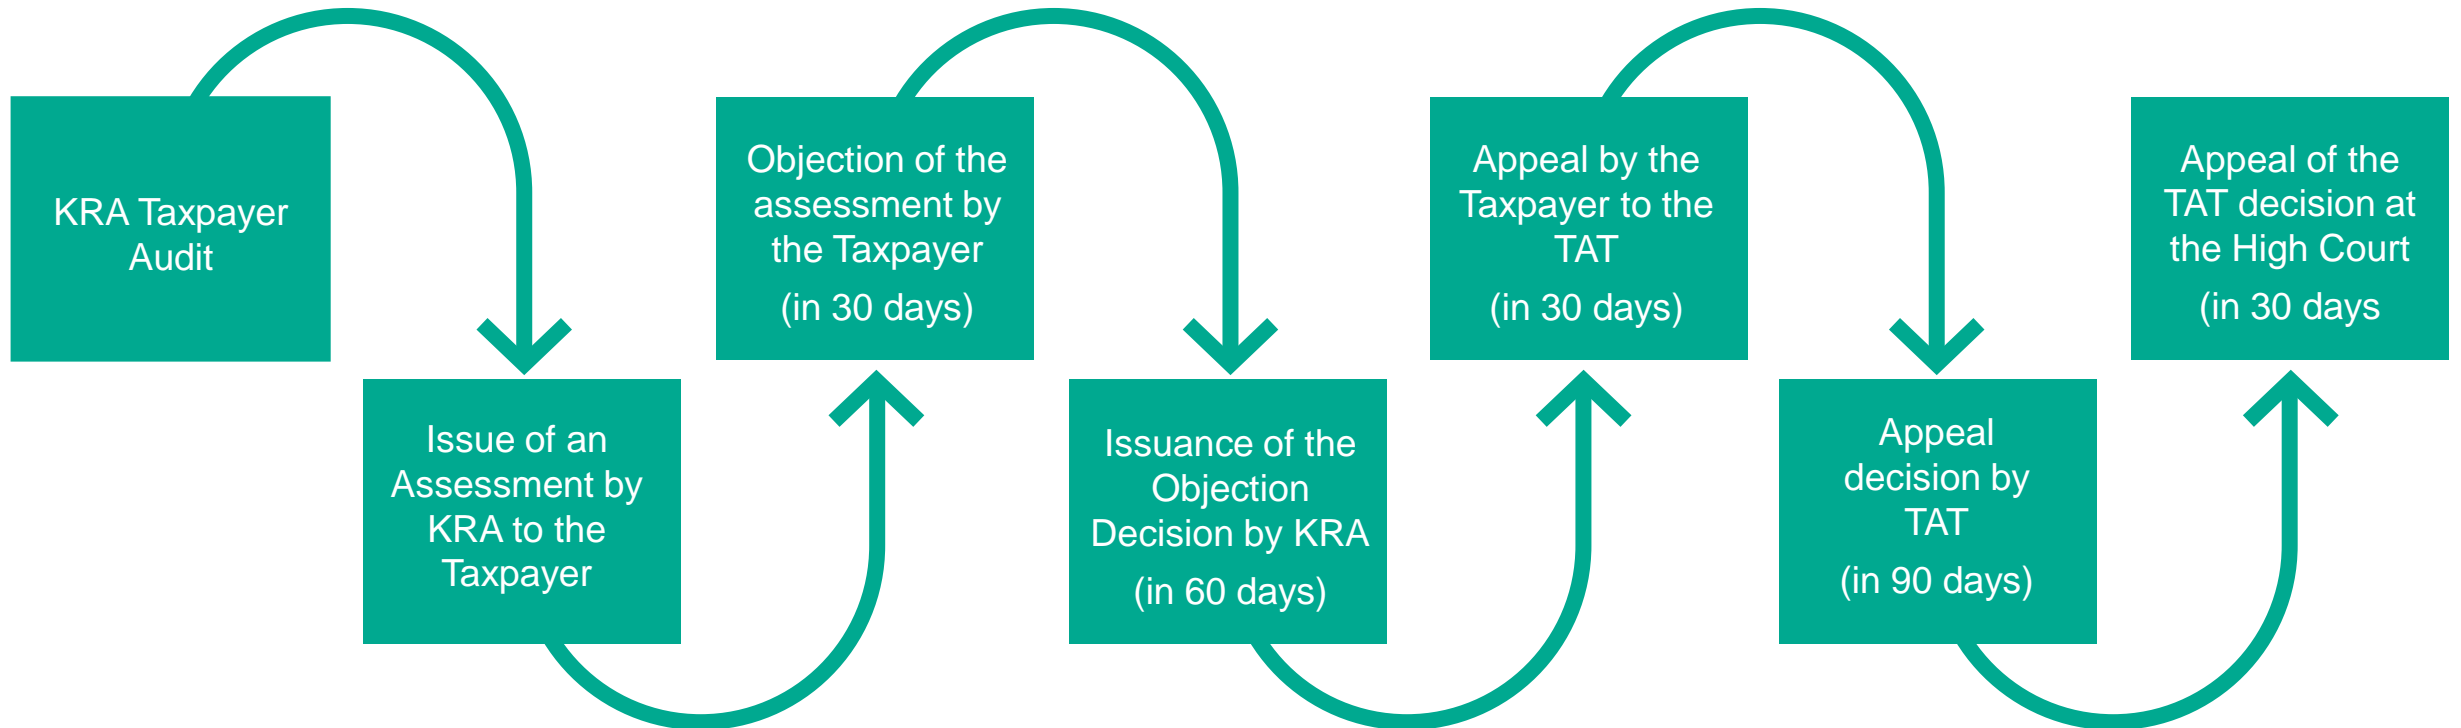 KRA Taxpayer
Audit
Issue of an
Assessment by
KRA to the
Taxpayer
Objection of the
assessment by
the Taxpayer
(in 30 days)
Issuance of the
Objection
Decision by KRA
(in 60 days)
Appeal by the
Taxpayer to the
TAT
(in 30 days)
Appeal
decision by
TAT
(in 90 days)
Appeal of the
TAT decision at
the High Court
(in 30 days